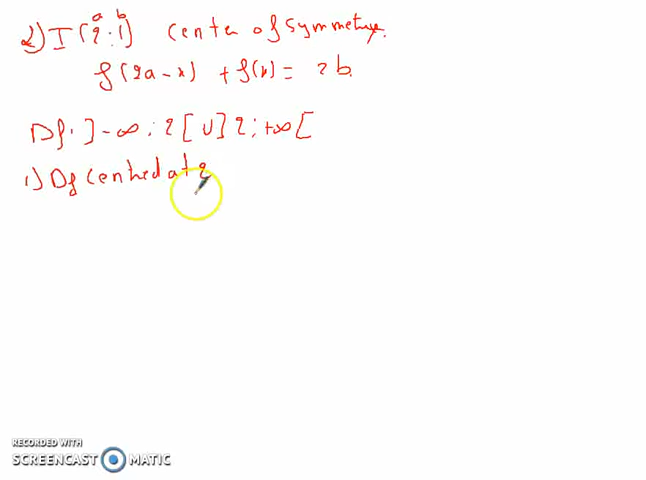 a b
2) I (2 ; 1) center of symmetry.
f(2a-x) + f(x) = 2b
Df: ]-∞ ; 2[ U ]2 ; +∞[
1) Df centred at 2
RECORDED WITH
SCREENCAST MATIC